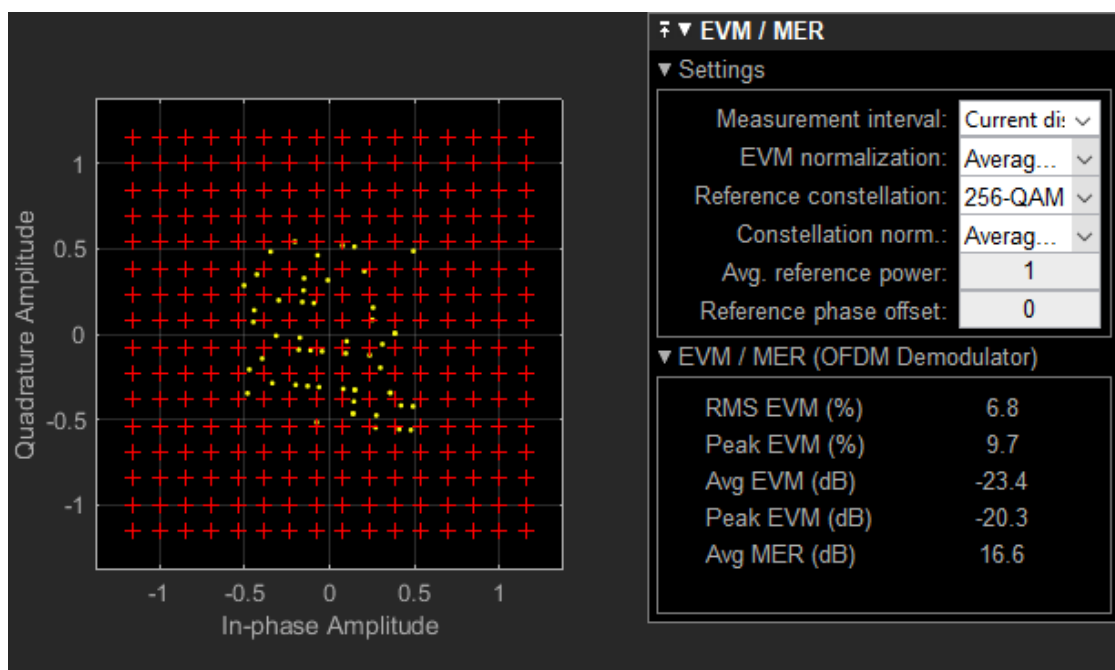 EVM / MER
Settings
Measurement interval: Current di
EVM normalization: Averag...
Reference constellation: 256-QAM
Constellation norm.: Averag...
Avg. reference power: 1
Reference phase offset: 0
EVM / MER (OFDM Demodulator)
RMS EVM (%) 6.8
Peak EVM (%) 9.7
Avg EVM (dB) -23.4
Peak EVM (dB) -20.3
Avg MER (dB) 16.6
Quadrature Amplitude
1
0.5
0
-0.5
-1
-1 -0.5 0 0.5 1
In-phase Amplitude